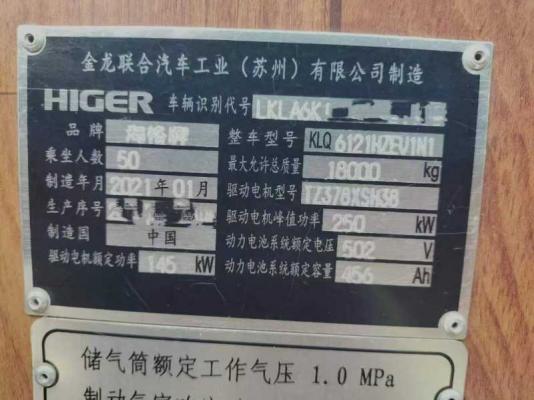 金龙联合汽车工业（苏州）有限公司制造
HIGER 车辆识别代号 LKLA6K1
品牌 海格牌 整车型号 KLQ 6121HZEV1N1
乘坐人数 50 最大允许总质量 18000 kg
制造年月 2021年01月 驱动电机型号 TZ378XSH38
生产序号 驱动电机峰值功率 250 kW
制造国 中国 动力电池系统额定电压 502 V
驱动电机额定功率 145 kW 动力电池系统额定容量 456 Ah
储气筒额定工作气压 1.0 MPa